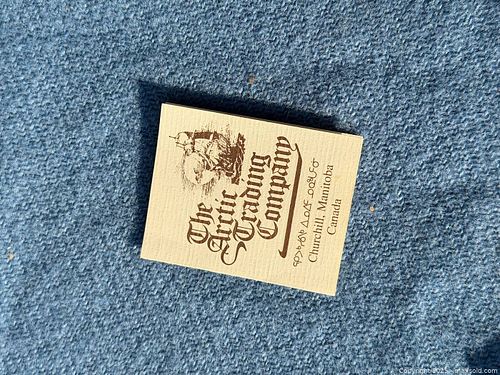 The
Arctic
Trading
Company
Churchill, Manitoba
Canada